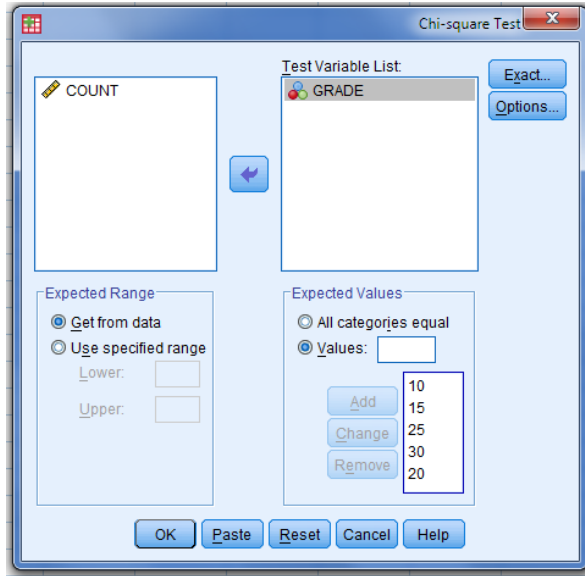 Chi-square Test
COUNT
Test Variable List:
GRADE
Exact...
Options...
Expected Range
Get from data
Use specified range
Lower:
Upper:
Expected Values
All categories equal
Values:
Add
Change
Remove
10
15
25
30
20
OK Paste Reset Cancel Help